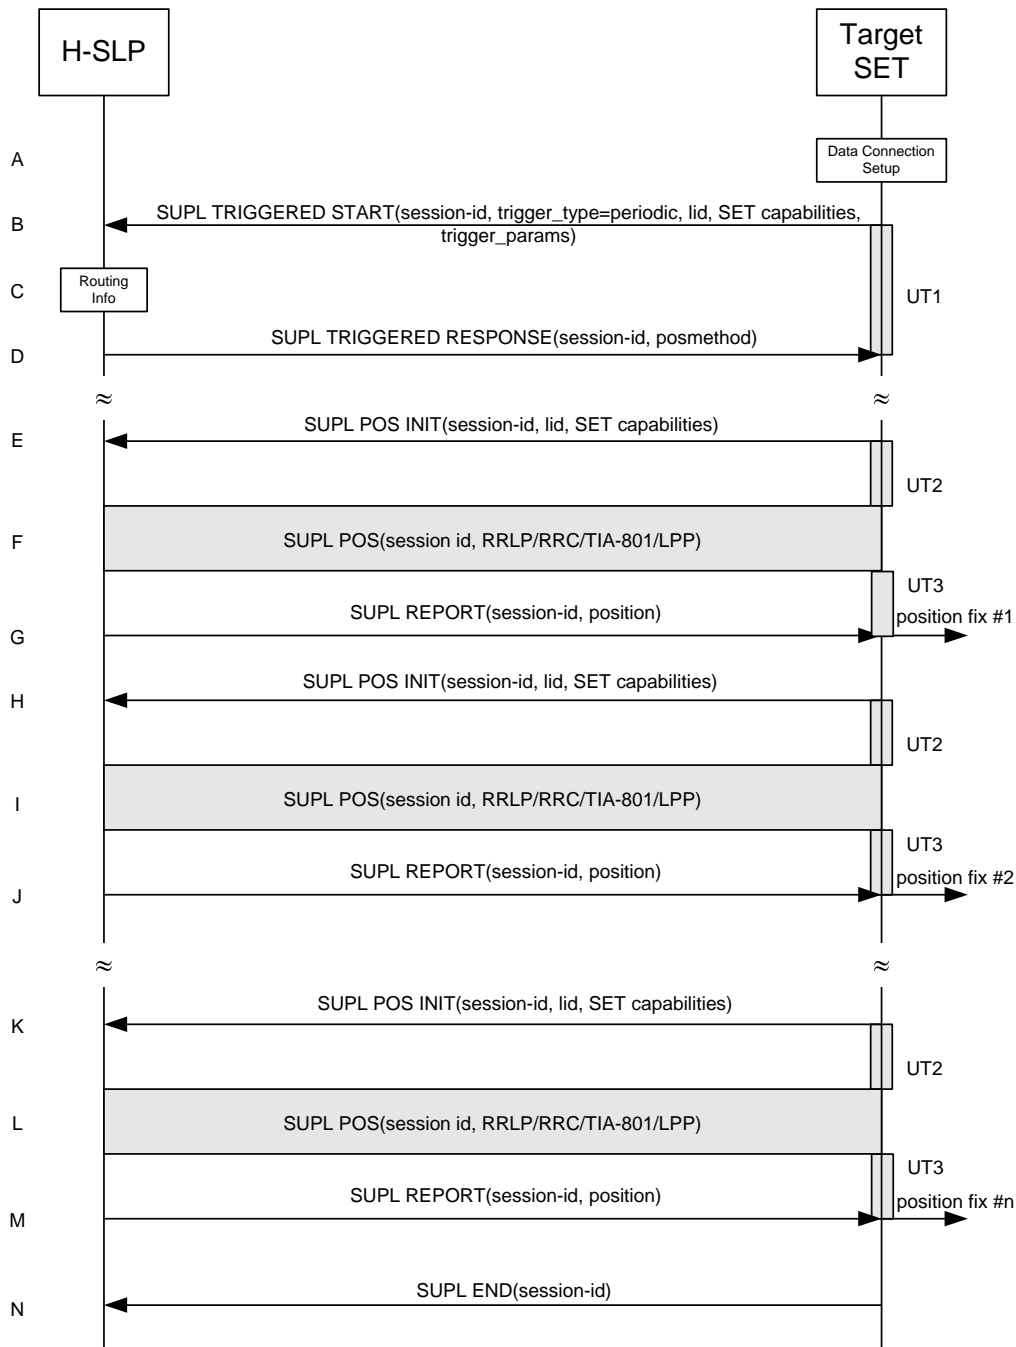 H-SLP
Target
SET
A
Data Connection
Setup
B
SUPL TRIGGERED START(session-id, trigger_type=periodic, lid, SET capabilities,
trigger_params)
C
Routing
Info
UT1
D
SUPL TRIGGERED RESPONSE(session-id, posmethod)
≈
≈
E
SUPL POS INIT(session-id, lid, SET capabilities)
UT2
F
SUPL POS(session id, RRLP/RRC/TIA-801/LPP)
UT3
G
SUPL REPORT(session-id, position)
position fix #1
H
SUPL POS INIT(session-id, lid, SET capabilities)
UT2
I
SUPL POS(session id, RRLP/RRC/TIA-801/LPP)
UT3
J
SUPL REPORT(session-id, position)
position fix #2
≈
≈
K
SUPL POS INIT(session-id, lid, SET capabilities)
UT2
L
SUPL POS(session id, RRLP/RRC/TIA-801/LPP)
UT3
M
SUPL REPORT(session-id, position)
position fix #n
N
SUPL END(session-id)